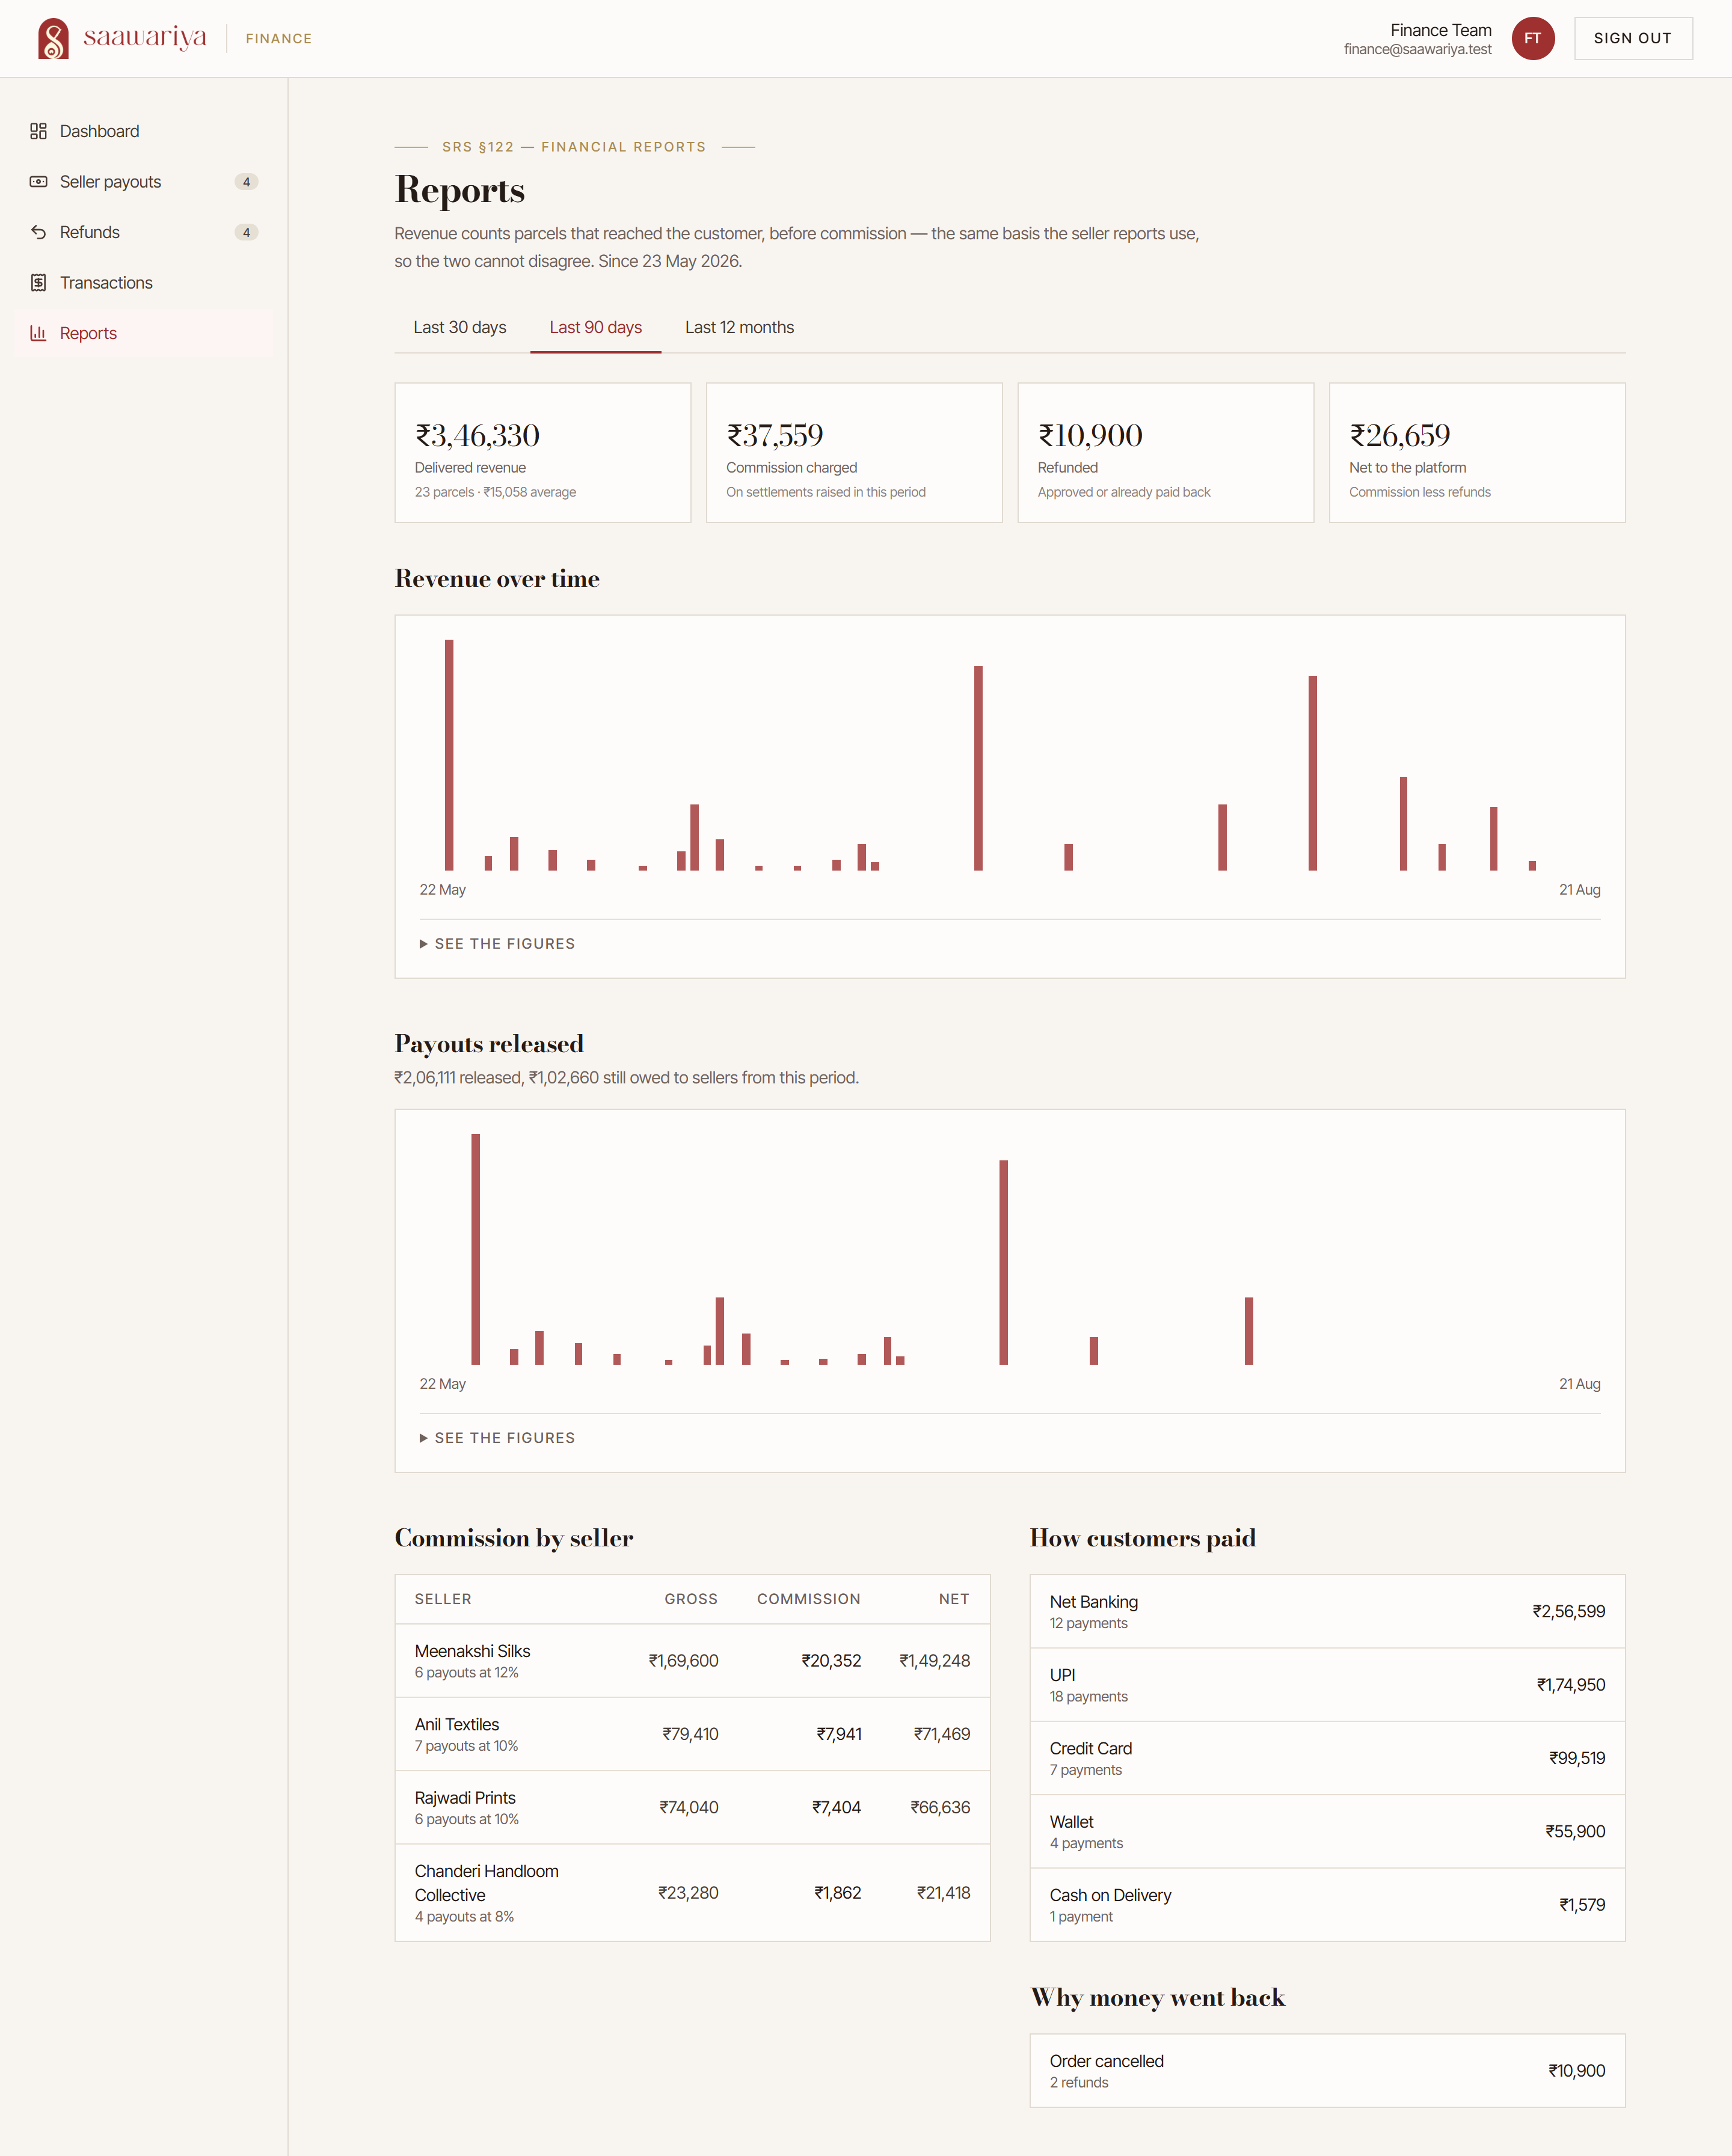 saawariya
FINANCE
Finance Team
finance@saawariya.test
FT
SIGN OUT
Dashboard
Seller payouts 4
Refunds 4
Transactions
Reports
SRS §122 — FINANCIAL REPORTS
Reports
Revenue counts parcels that reached the customer, before commission — the same basis the seller reports use,
so the two cannot disagree. Since 23 May 2026.
Last 30 days Last 90 days Last 12 months
₹3,46,330
Delivered revenue
23 parcels · ₹15,058 average
₹37,559
Commission charged
On settlements raised in this period
₹10,900
Refunded
Approved or already paid back
₹26,659
Net to the platform
Commission less refunds
Revenue over time
22 May 21 Aug
SEE THE FIGURES
Payouts released
₹2,06,111 released, ₹1,02,660 still owed to sellers from this period.
22 May 21 Aug
SEE THE FIGURES
Commission by seller
SELLER GROSS COMMISSION NET
Meenakshi Silks
6 payouts at 12%
₹1,69,600 ₹20,352 ₹1,49,248
Anil Textiles
7 payouts at 10%
₹79,410 ₹7,941 ₹71,469
Rajwadi Prints
6 payouts at 10%
₹74,040 ₹7,404 ₹66,636
Chanderi Handloom
Collective
4 payouts at 8%
₹23,280 ₹1,862 ₹21,418
How customers paid
Net Banking
12 payments
₹2,56,599
UPI
18 payments
₹1,74,950
Credit Card
7 payments
₹99,519
Wallet
4 payments
₹55,900
Cash on Delivery
1 payment
₹1,579
Why money went back
Order cancelled
2 refunds
₹10,900